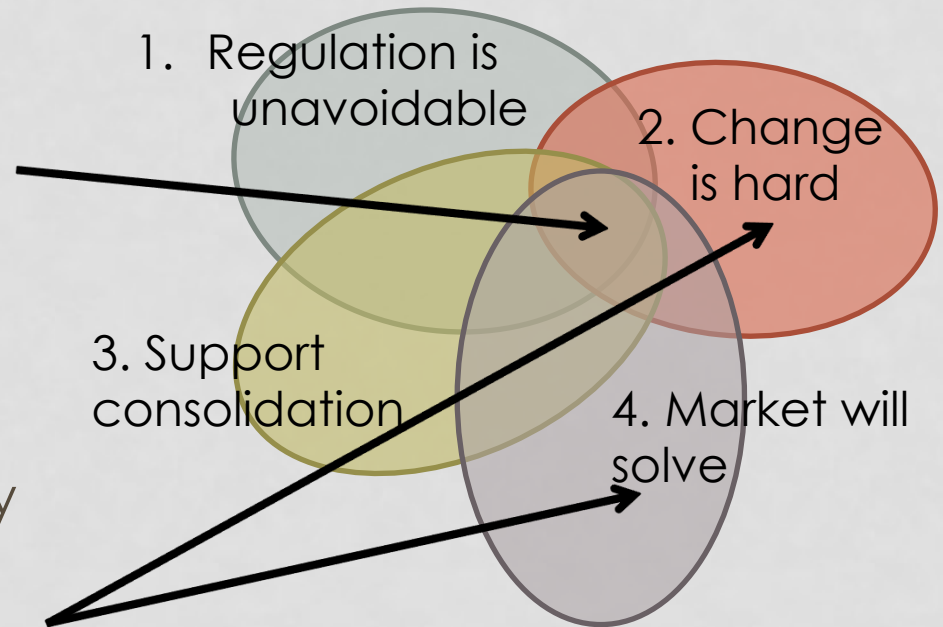 1. Regulation is
unavoidable
2. Change
is hard
3. Support
consolidation
4. Market will
solve
y